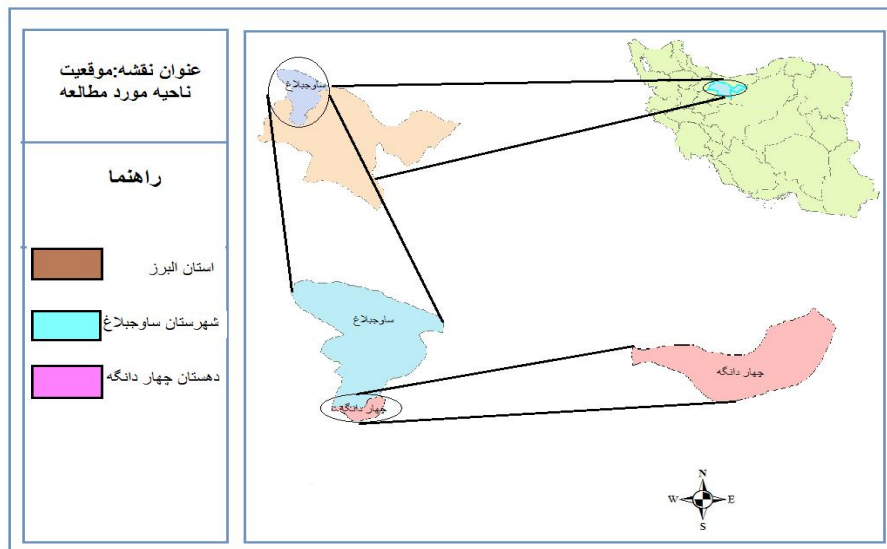 عنوان نقشه:موقعیت
ناحیه مورد مطالعه
راهنما
استان البرز
شهرستان ساوجبلاغ
دهستان چهار دانگه
ساوجبلاغ
ساوجبلاغ
چهار دانگه
چهار دانگه
N
W
E
S